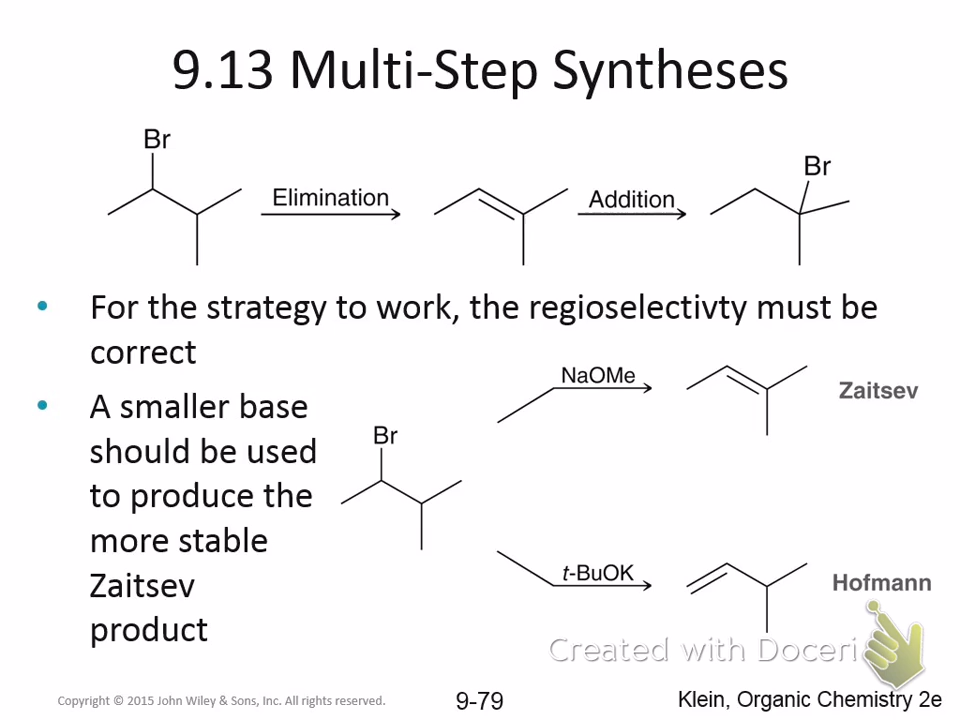 9.13 Multi-Step Syntheses
Br
Elimination
Addition
Br
• For the strategy to work, the regioselectivty must be
correct
• A smaller base
should be used
to produce the
more stable
Zaitsev
product
Br
NaOMe
Zaitsev
t-BuOK
Hofmann
Created with Doceri
Copyright © 2015 John Wiley & Sons, Inc. All rights reserved.
9-79
Klein, Organic Chemistry 2e